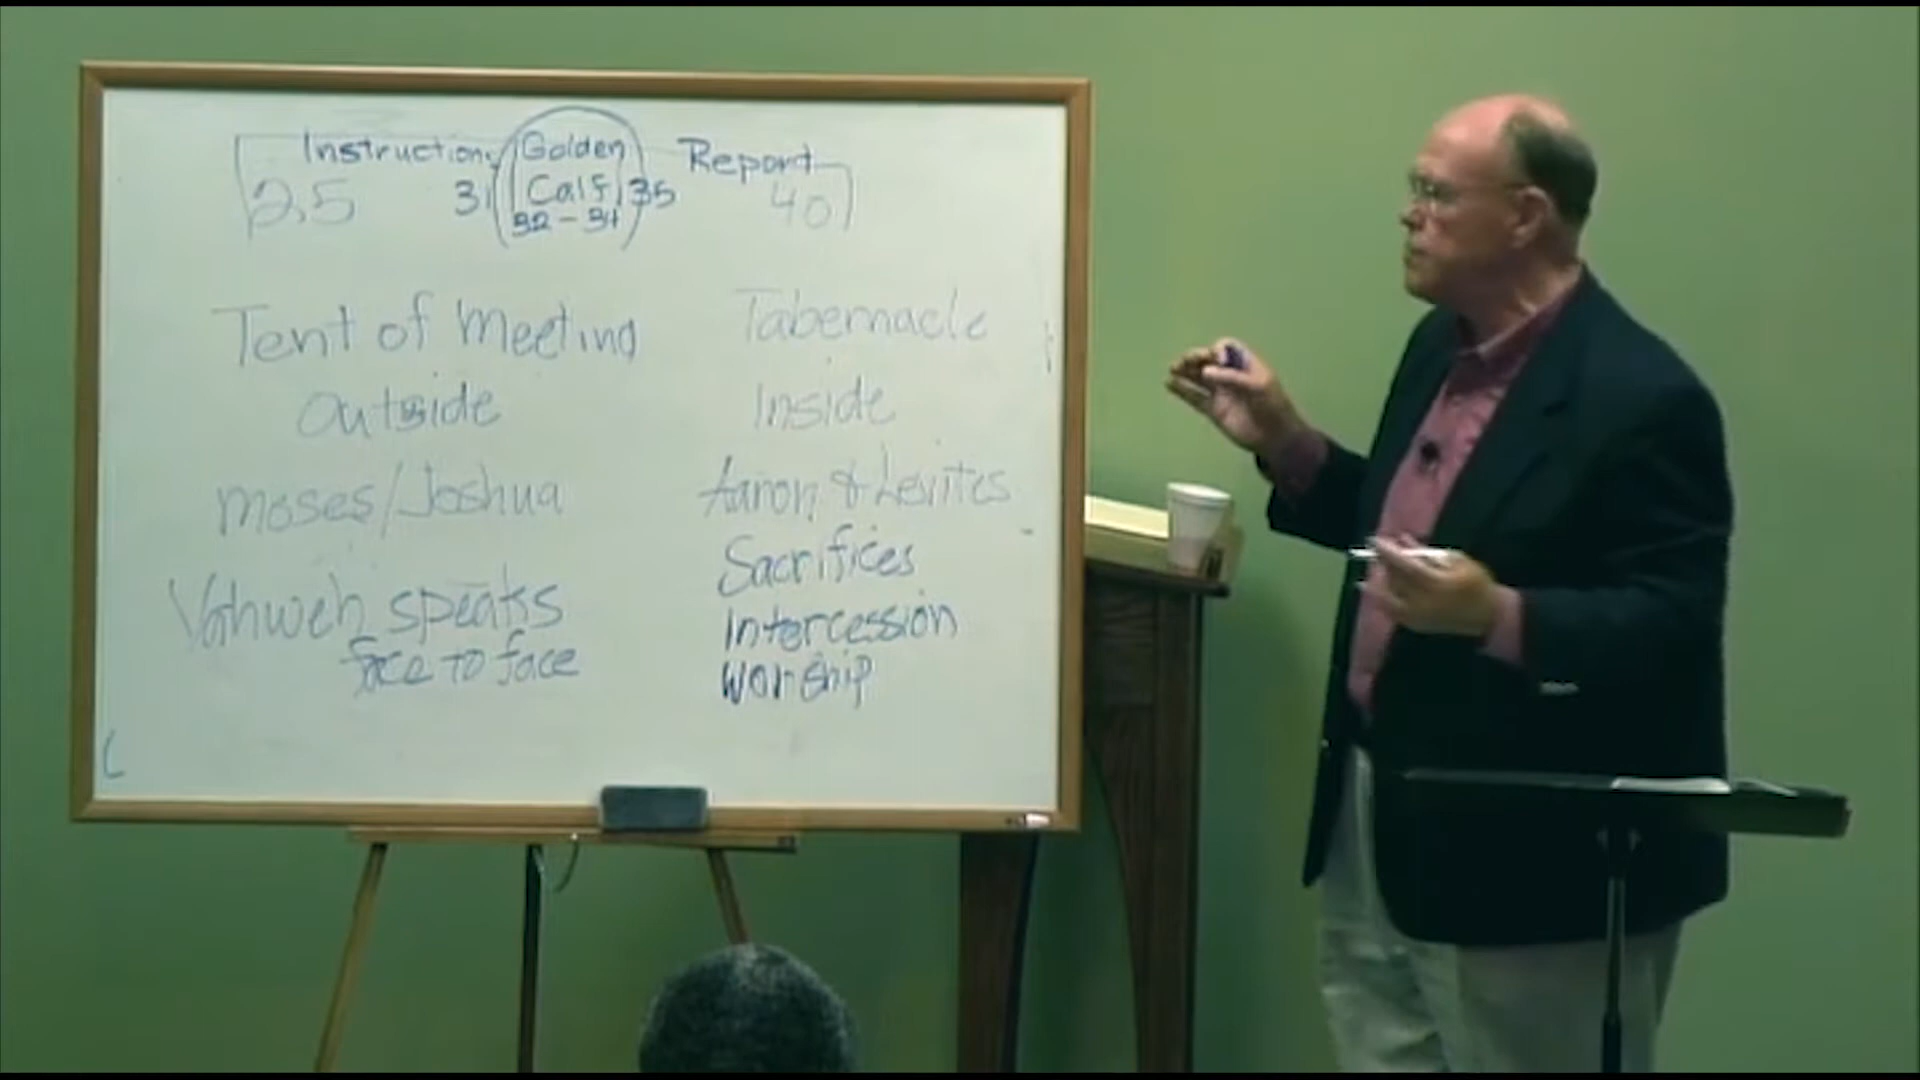 Instruction Golden Report
25 31 Calf 35 40
32-34
Tent of Meeting Tabernacle
Outside Inside
Moses/Joshua Aaron & Levites
Yahweh speaks Sacrifices
face to face Intercession
Worship